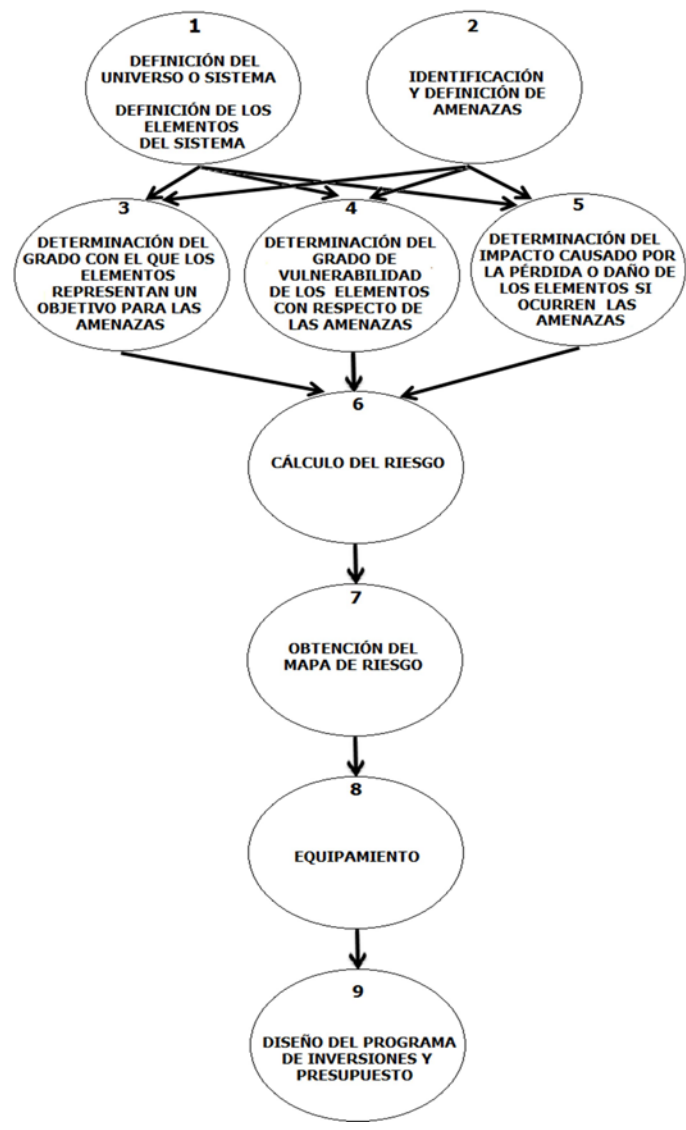 1
DEFINICIÓN DEL
UNIVERSO O SISTEMA
DEFINICIÓN DE LOS
ELEMENTOS
DEL SISTEMA
2
IDENTIFICACIÓN
Y DEFINICIÓN DE
AMENAZAS
3
DETERMINACIÓN DEL
GRADO CON EL QUE LOS
ELEMENTOS
REPRESENTAN UN
OBJETIVO PARA LAS
AMENAZAS
4
DETERMINACIÓN DEL
GRADO DE
VULNERABILIDAD
DE LOS ELEMENTOS
CON RESPECTO DE
LAS AMENAZAS
5
DETERMINACIÓN DEL
IMPACTO CAUSADO POR
LA PÉRDIDA O DAÑO DE
LOS ELEMENTOS SI
OCURREN LAS
AMENAZAS
6
CÁLCULO DEL RIESGO
7
OBTENCIÓN DEL
MAPA DE RIESGO
8
EQUIPAMIENTO
9
DISEÑO DEL PROGRAMA
DE INVERSIONES Y
PRESUPUESTO